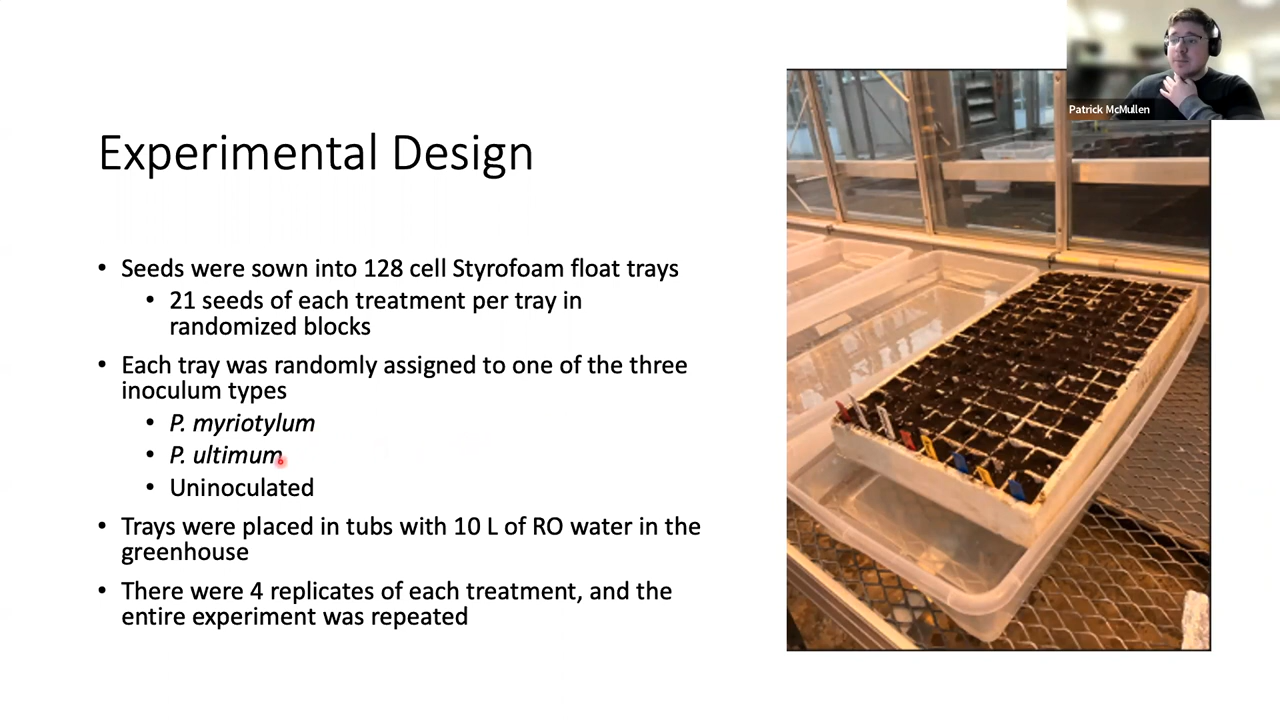 Patrick McMullen
Experimental Design
• Seeds were sown into 128 cell Styrofoam float trays
• 21 seeds of each treatment per tray in
randomized blocks
• Each tray was randomly assigned to one of the three
inoculum types
• P. myriotylum
• P. ultimum
• Uninoculated
• Trays were placed in tubs with 10 L of RO water in the
greenhouse
• There were 4 replicates of each treatment, and the
entire experiment was repeated